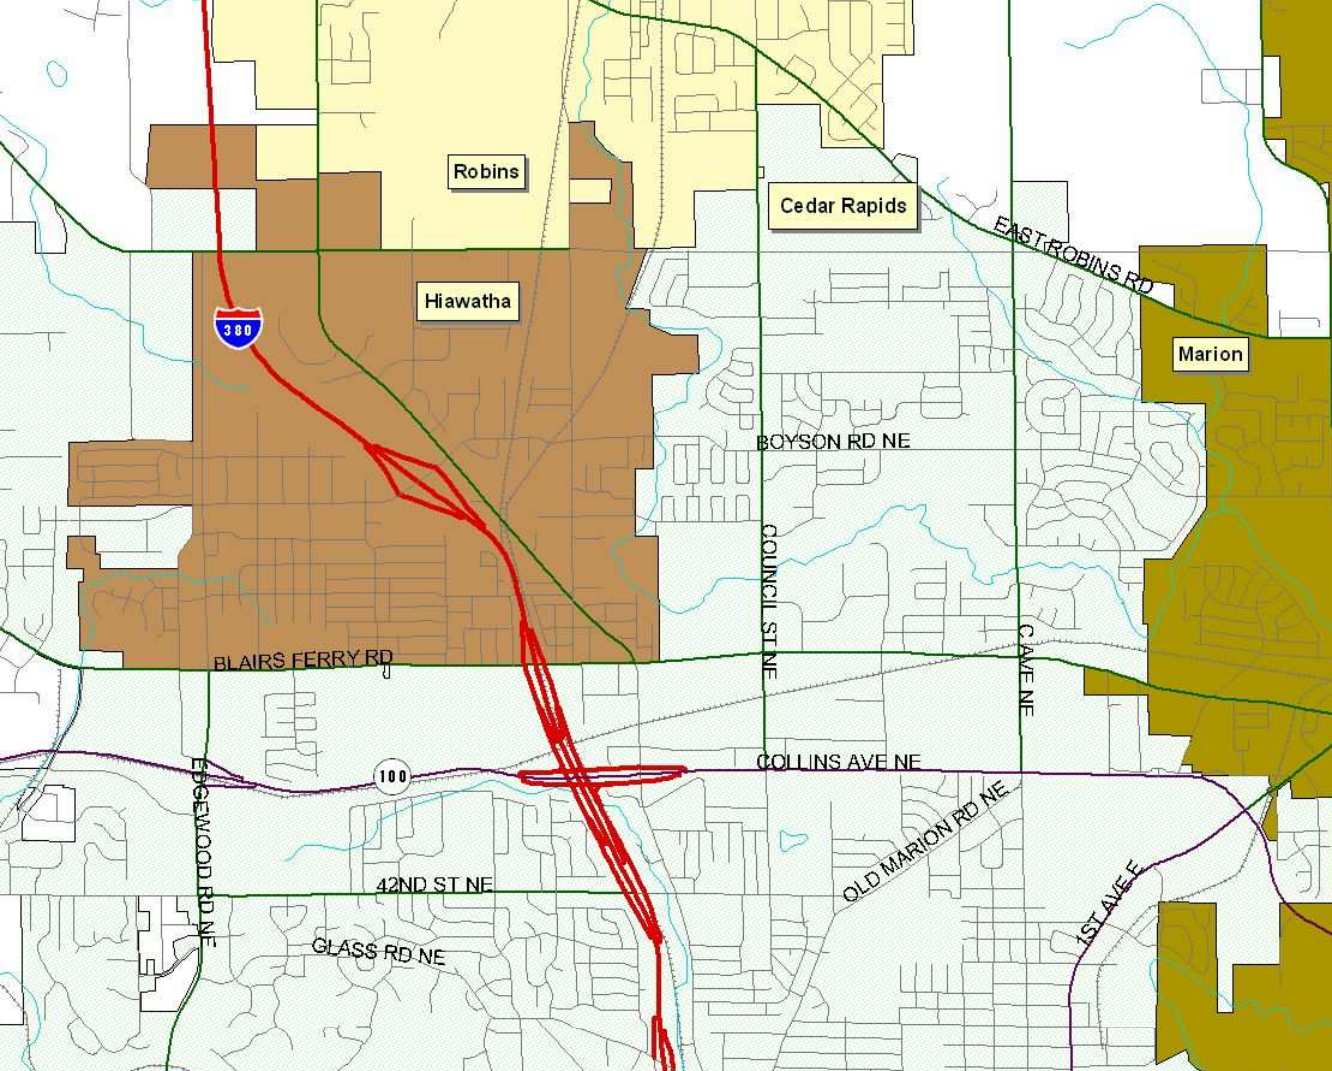 Robins
Cedar Rapids
EAST ROBINS RD
Hiawatha
380
Marion
BOYSON RD NE
COUNCIL ST NE
C AVE NE
BLAIRS FERRY RD
COLLINS AVE NE
100
EDGEWOOD RD NE
OLD MARION RD NE
42ND ST NE
1ST AVE E
GLASS RD NE